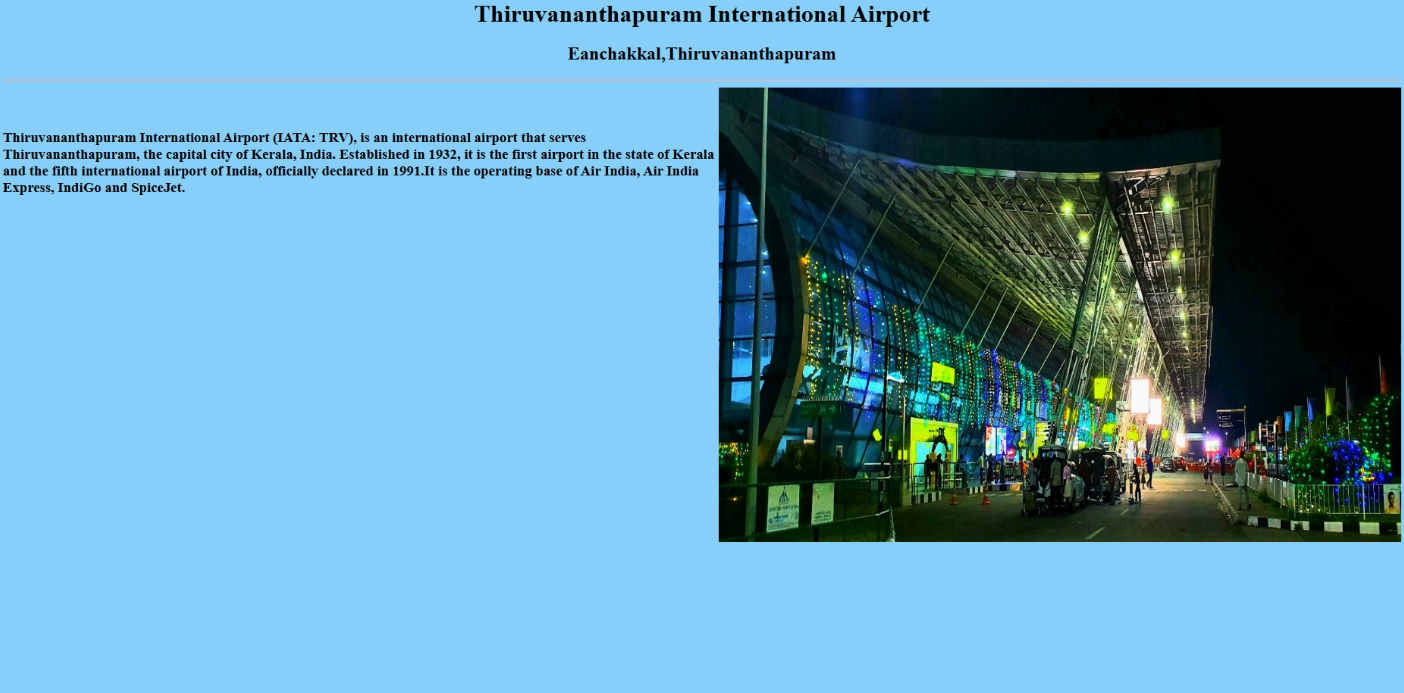 Thiruvananthapuram International Airport
Eanchakkal,Thiruvananthapuram
Thiruvananthapuram International Airport (IATA: TRV), is an international airport that serves
Thiruvananthapuram, the capital city of Kerala, India. Established in 1932, it is the first airport in the state of Kerala
and the fifth international airport of India, officially declared in 1991.It is the operating base of Air India, Air India
Express, IndiGo and SpiceJet.